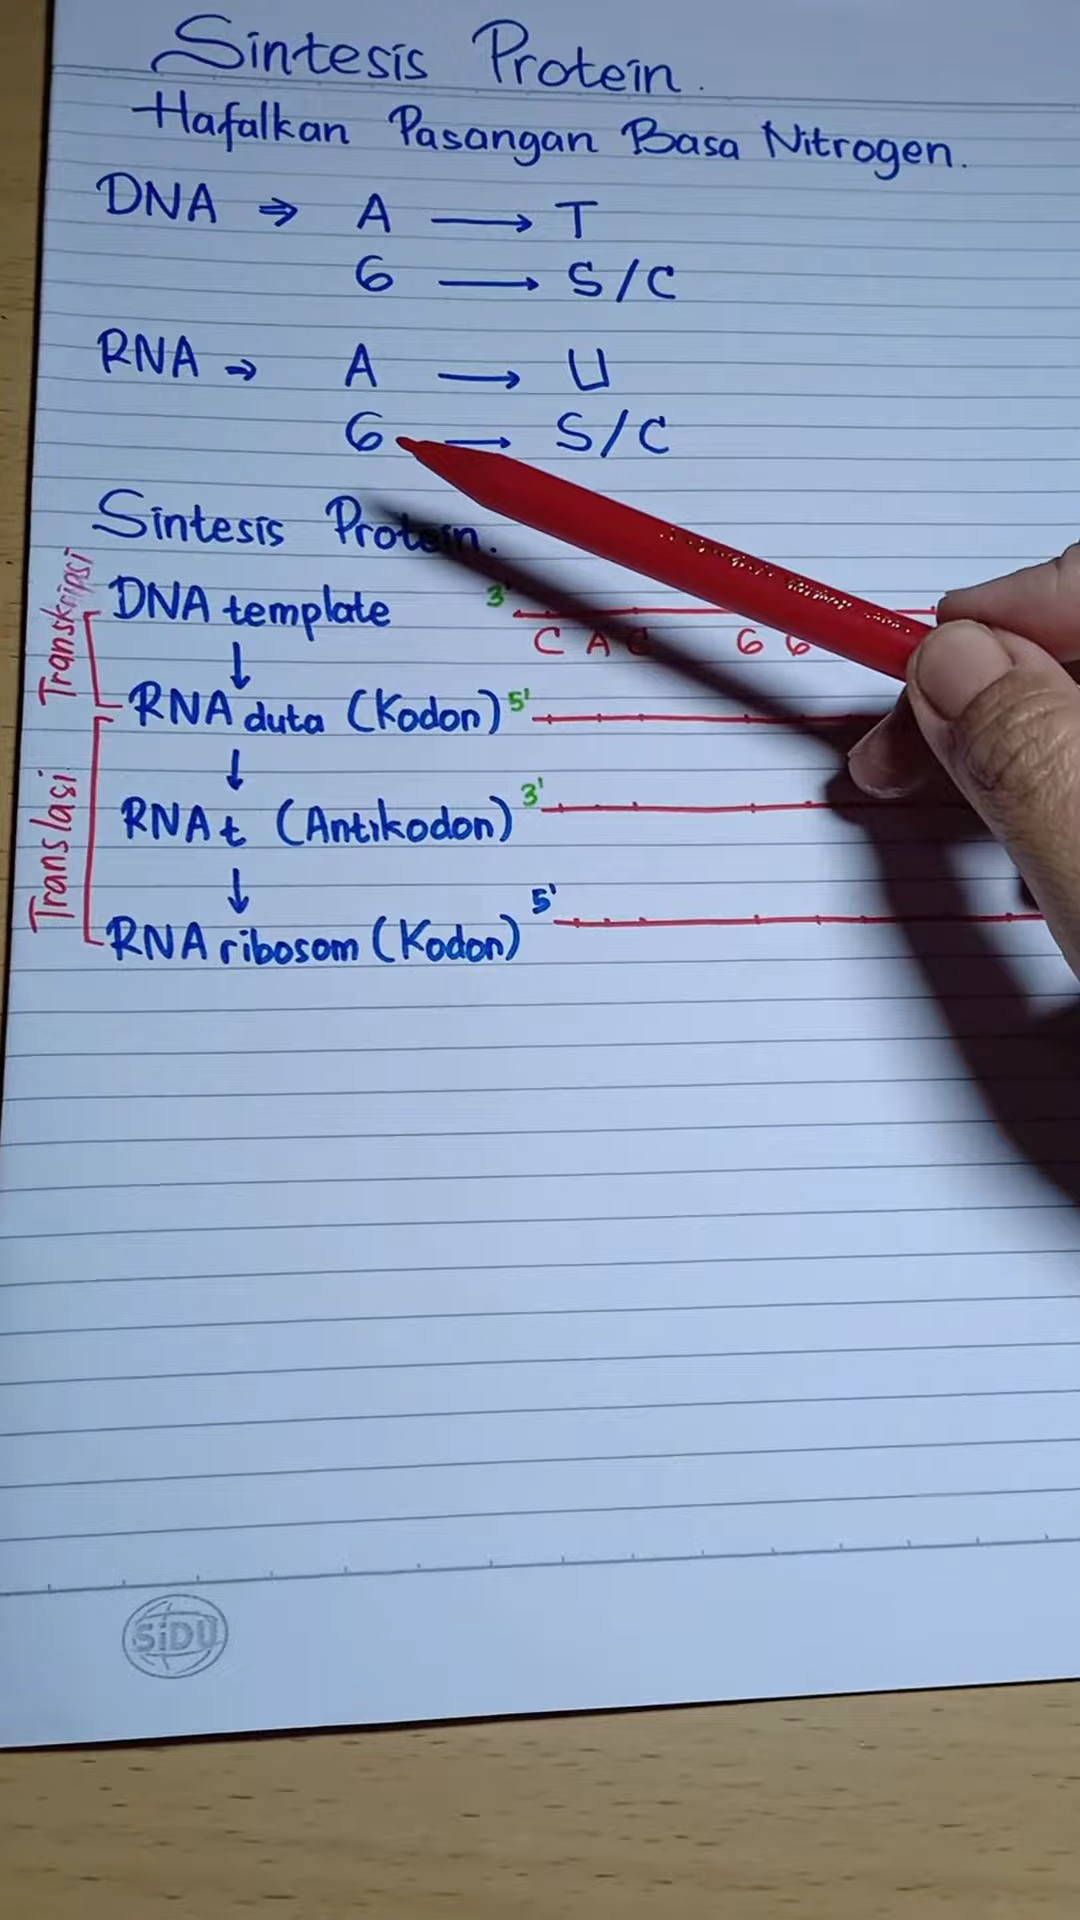 Sintesis Protein.
Hafalkan Pasangan Basa Nitrogen.
DNA ⇒ A → T
G → S/C
RNA → A → U
G → S/C
Sintesis Protein.
Transkripsi
DNA template 3'
C A C G G
↓
RNA duta (Kodon) 5'
↓
Translasi
RNA t (Antikodon) 3'
↓
RNA ribosom (Kodon) 5'
SiDU